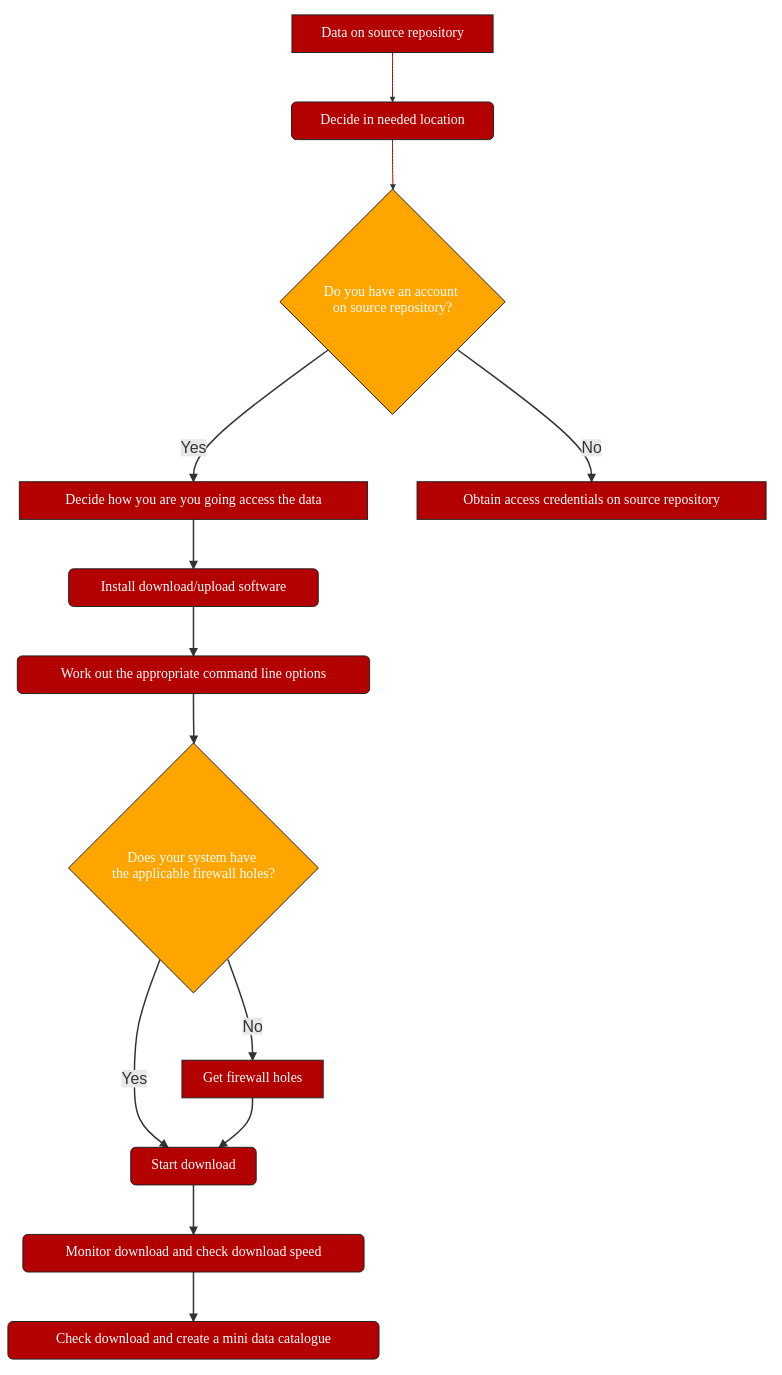 Data on source repository
Decide in needed location
Do you have an account
on source repository?
Yes
No
Decide how you are you going access the data
Obtain access credentials on source repository
Install download/upload software
Work out the appropriate command line options
Does your system have
the applicable firewall holes?
No
Yes
Get firewall holes
Start download
Monitor download and check download speed
Check download and create a mini data catalogue